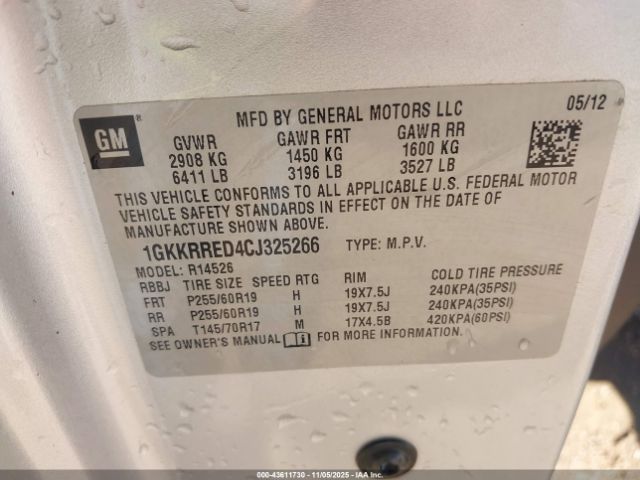 MFD BY GENERAL MOTORS LLC 05/12
GM ®
GVWR GAWR FRT GAWR RR
2908 KG 1450 KG 1600 KG
6411 LB 3196 LB 3527 LB
THIS VEHICLE CONFORMS TO ALL APPLICABLE U.S. FEDERAL MOTOR
VEHICLE SAFETY STANDARDS IN EFFECT ON THE DATE OF
MANUFACTURE SHOWN ABOVE.
1GKKRRED4CJ325266 TYPE: M.P.V.
MODEL: R14526
RBBJ TIRE SIZE SPEED RTG RIM COLD TIRE PRESSURE
FRT P255/60R19 H 19X7.5J 240KPA(35PSI)
RR P255/60R19 H 19X7.5J 240KPA(35PSI)
SPA T145/70R17 M 17X4.5B 420KPA(60PSI)
SEE OWNER'S MANUAL FOR MORE INFORMATION.
000-43611730 - 11/05/2025 - IAA Inc.